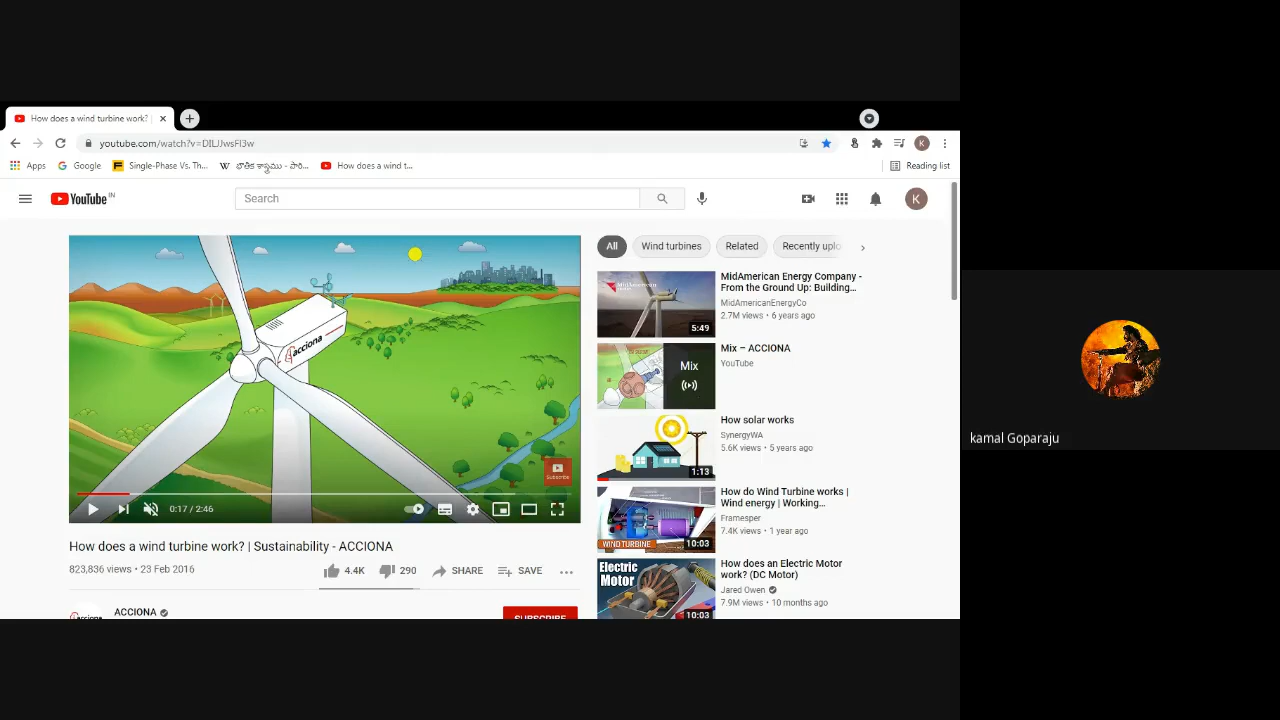 How does a wind turbine work?
youtube.com/watch?v=DILJJwsFl3w
Apps
Google
Single-Phase Vs. Th...
భౌతిక శాస్త్రము - పారి...
How does a wind t...
Reading list
K
YouTube IN
Search
K
acciona
Subscribe
0:17 / 2:46
How does a wind turbine work? | Sustainability - ACCIONA
823,836 views • 23 Feb 2016
4.4K
290
SHARE
SAVE
acciona
ACCIONA
SUBSCRIBE
All
Wind turbines
Related
Recently uplo
5:49
MidAmerican Energy Company -
From the Ground Up: Building...
MidAmericanEnergyCo
2.7M views • 6 years ago
Mix
Mix – ACCIONA
YouTube
1:13
How solar works
SynergyWA
5.6K views • 5 years ago
WIND TURBINE
10:03
How do Wind Turbine works |
Wind energy | Working...
Framesper
7.4K views • 1 year ago
Electric
Motor
10:03
How does an Electric Motor
work? (DC Motor)
Jared Owen
7.9M views • 10 months ago
kamal Goparaju